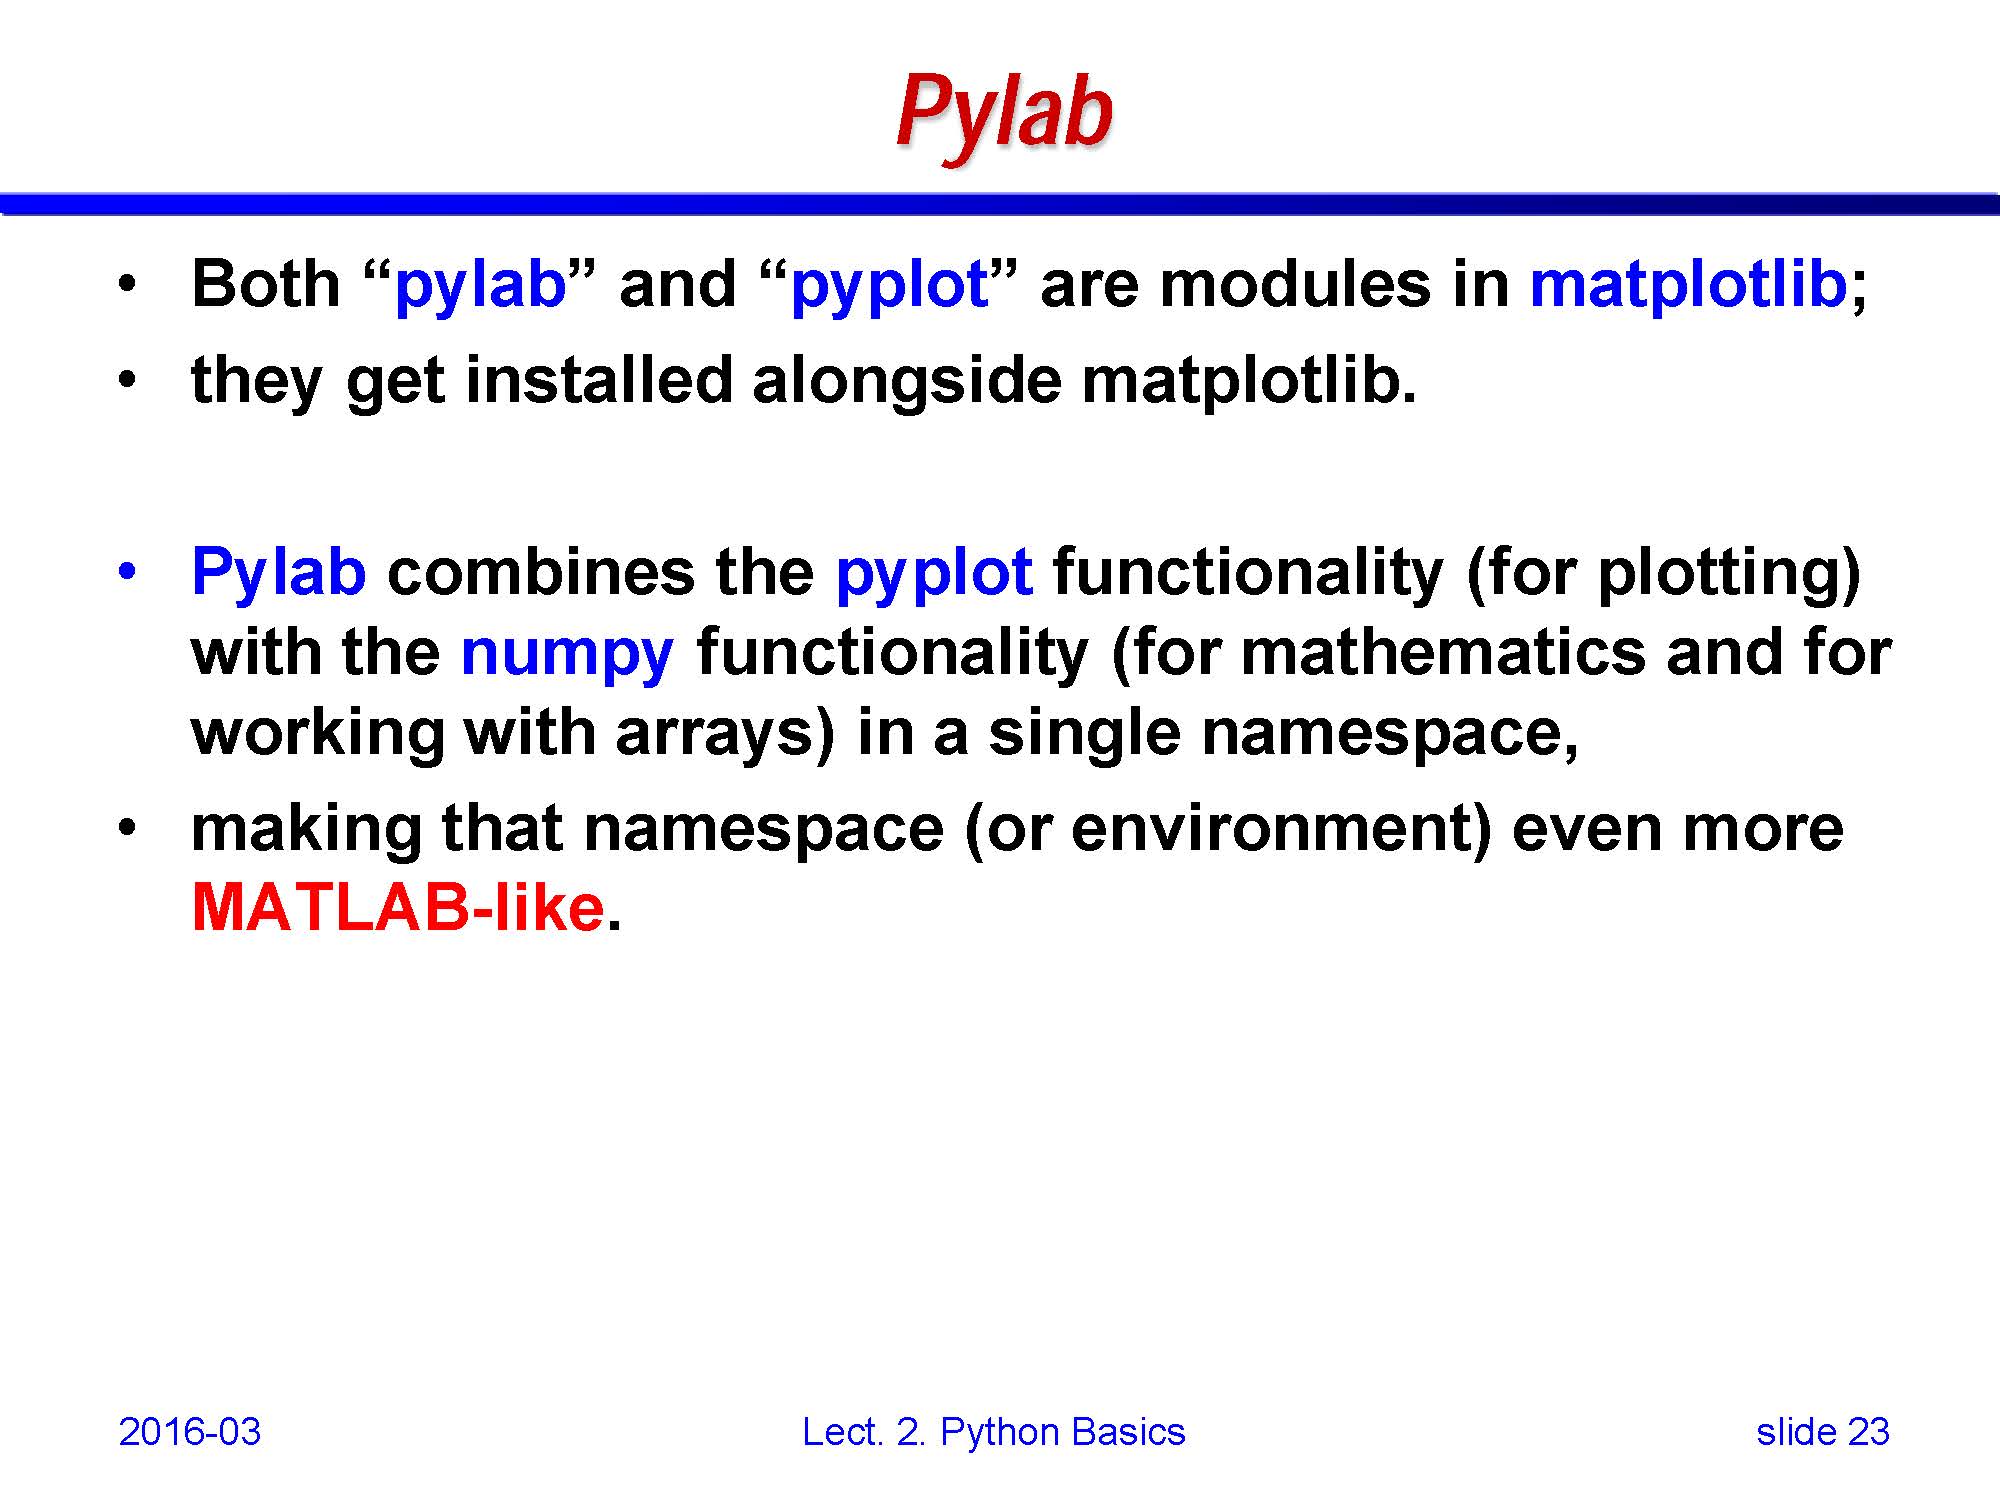 Pylab
• Both “pylab” and “pyplot” are modules in matplotlib;
• they get installed alongside matplotlib.
• Pylab combines the pyplot functionality (for plotting)
with the numpy functionality (for mathematics and for
working with arrays) in a single namespace,
• making that namespace (or environment) even more
MATLAB-like.
2016-03
Lect. 2. Python Basics
slide 23